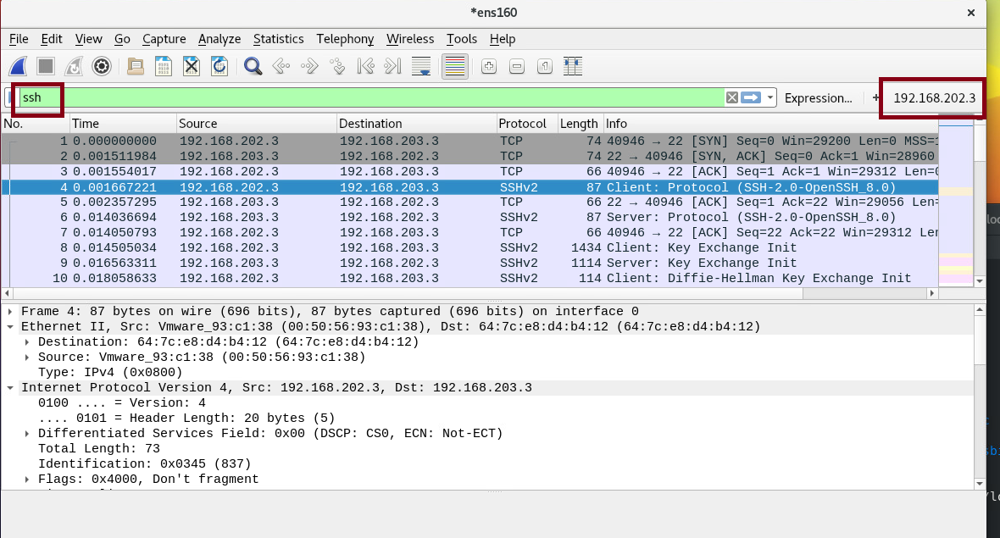 *ens160 ×
File Edit View Go Capture Analyze Statistics Telephony Wireless Tools Help
ssh Expression... + 192.168.202.3
No. Time Source Destination Protocol Length Info
1 0.000000000 192.168.202.3 192.168.203.3 TCP 74 40946 → 22 [SYN] Seq=0 Win=29200 Len=0 MSS=
2 0.001511984 192.168.203.3 192.168.202.3 TCP 74 22 → 40946 [SYN, ACK] Seq=0 Ack=1 Win=28960
3 0.001554017 192.168.202.3 192.168.203.3 TCP 66 40946 → 22 [ACK] Seq=1 Ack=1 Win=29312 Len=
4 0.001667221 192.168.202.3 192.168.203.3 SSHv2 87 Client: Protocol (SSH-2.0-OpenSSH_8.0)
5 0.002357295 192.168.203.3 192.168.202.3 TCP 66 22 → 40946 [ACK] Seq=1 Ack=22 Win=29056 Len=
6 0.014036694 192.168.203.3 192.168.202.3 SSHv2 87 Server: Protocol (SSH-2.0-OpenSSH_8.0)
7 0.014050793 192.168.202.3 192.168.203.3 TCP 66 40946 → 22 [ACK] Seq=22 Ack=22 Win=29312 Ler
8 0.014505034 192.168.202.3 192.168.203.3 SSHv2 1434 Client: Key Exchange Init
9 0.016563311 192.168.203.3 192.168.202.3 SSHv2 1114 Server: Key Exchange Init
10 0.018058633 192.168.202.3 192.168.203.3 SSHv2 114 Client: Diffie-Hellman Key Exchange Init
Frame 4: 87 bytes on wire (696 bits), 87 bytes captured (696 bits) on interface 0
Ethernet II, Src: Vmware_93:c1:38 (00:50:56:93:c1:38), Dst: 64:7c:e8:d4:b4:12 (64:7c:e8:d4:b4:12)
Destination: 64:7c:e8:d4:b4:12 (64:7c:e8:d4:b4:12)
Source: Vmware_93:c1:38 (00:50:56:93:c1:38)
Type: IPv4 (0x0800)
Internet Protocol Version 4, Src: 192.168.202.3, Dst: 192.168.203.3
0100 .... = Version: 4
.... 0101 = Header Length: 20 bytes (5)
Differentiated Services Field: 0x00 (DSCP: CS0, ECN: Not-ECT)
Total Length: 73
Identification: 0x0345 (837)
Flags: 0x4000, Don't fragment